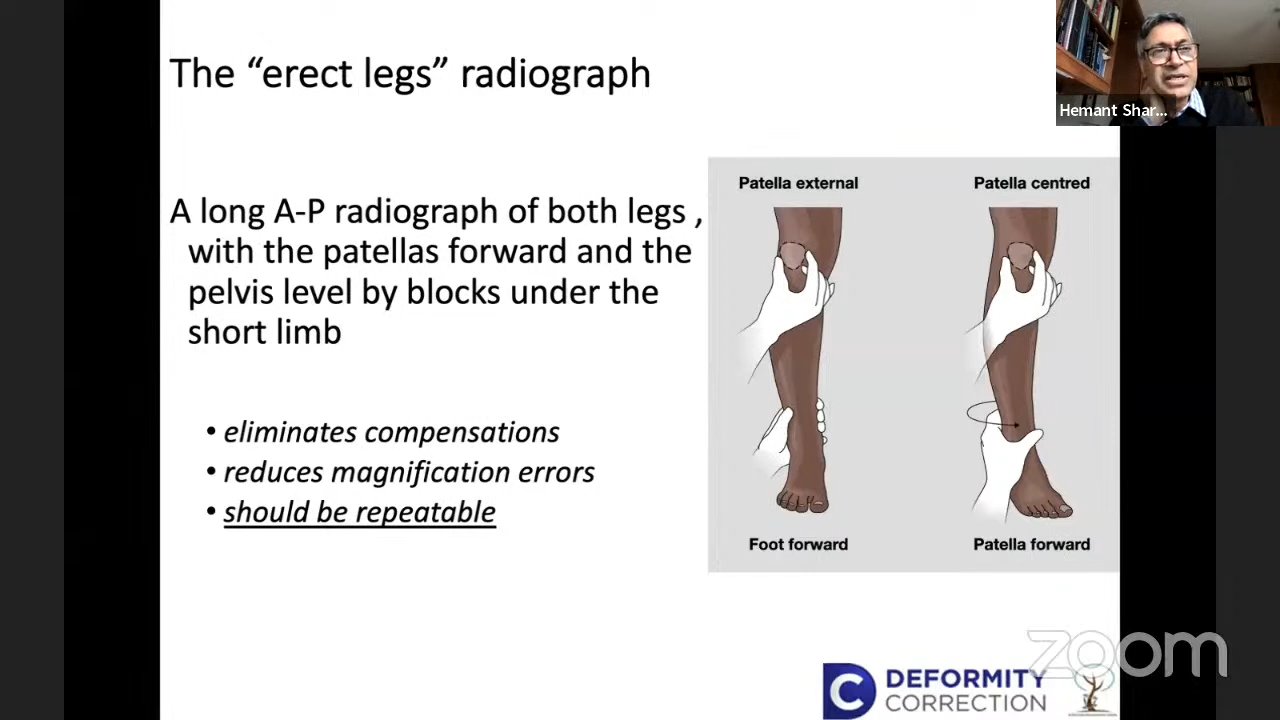 The “erect legs” radiograph
Hemant Shar...
A long A-P radiograph of both legs ,
with the patellas forward and the
pelvis level by blocks under the
short limb
• eliminates compensations
• reduces magnification errors
• should be repeatable
Patella external
Patella centred
Foot forward
Patella forward
zoom
C DEFORMITY
CORRECTION